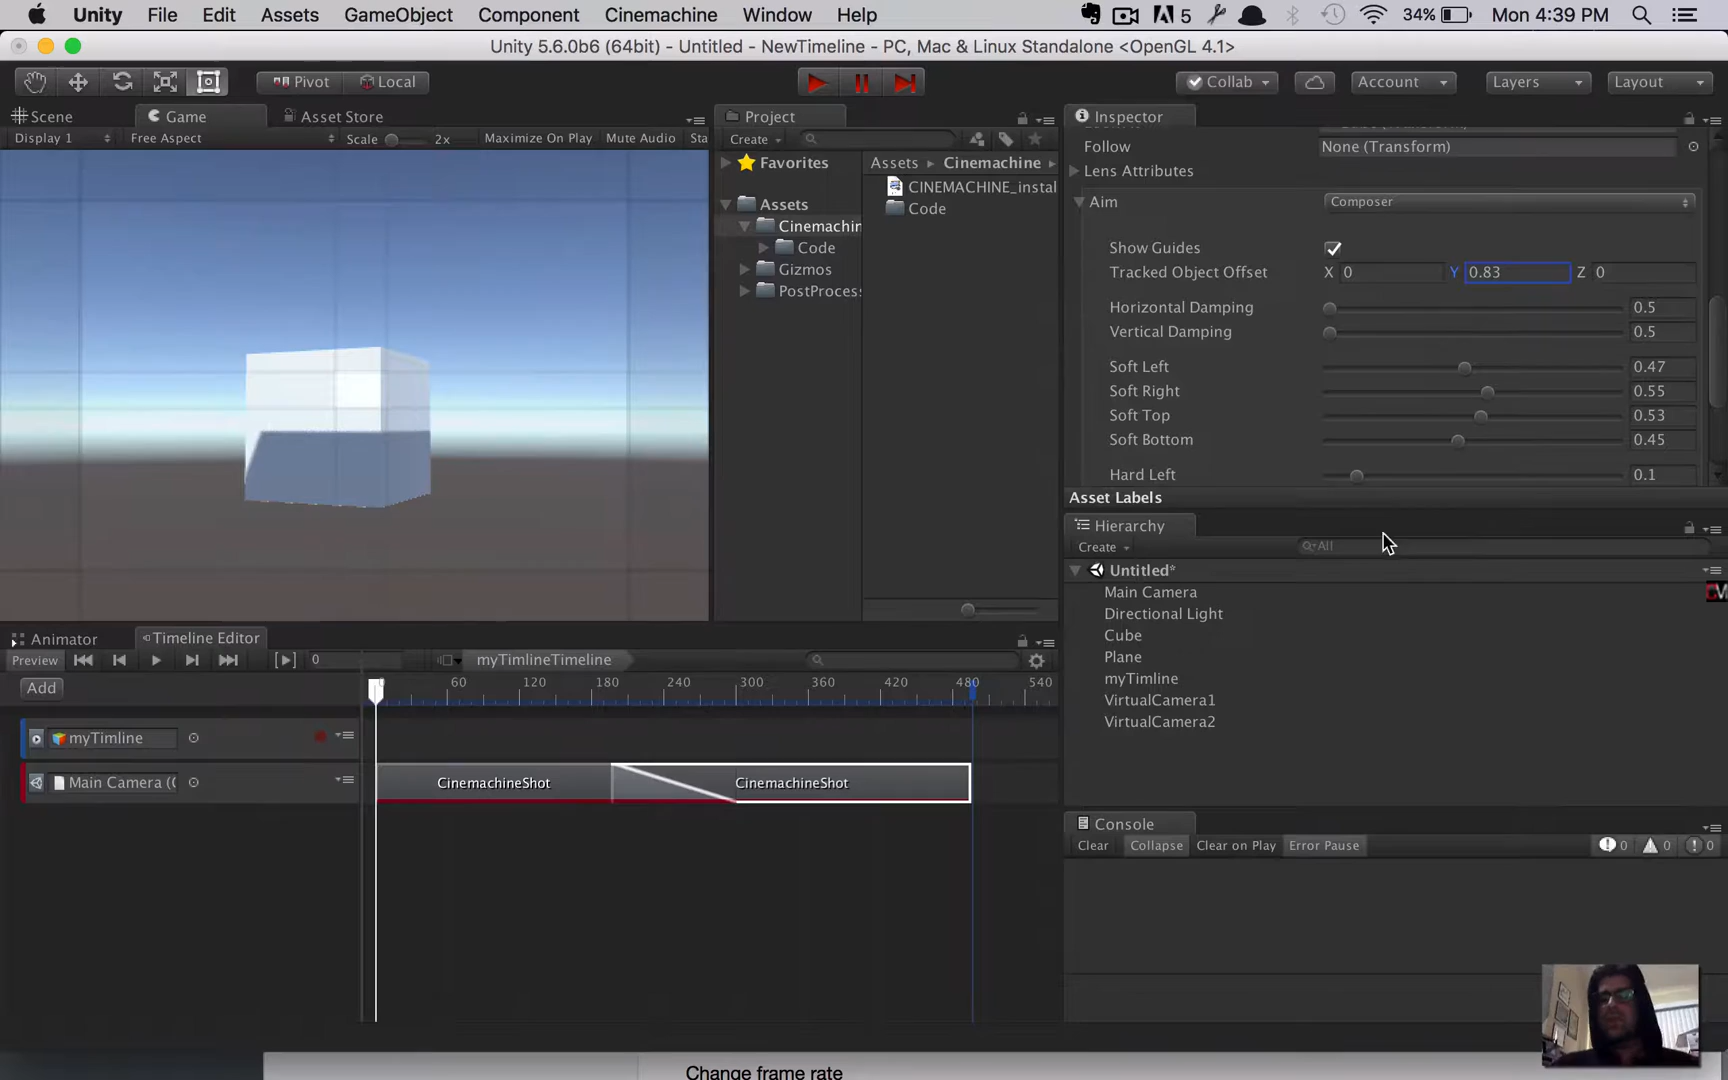 Unity File Edit Assets GameObject Component Cinemachine Window Help 5 34% Mon 4:39 PM
Unity 5.6.0b6 (64bit) - Untitled - NewTimeline - PC, Mac & Linux Standalone <OpenGL 4.1>
Pivot Local Collab Account Layers Layout
Scene Game Asset Store
Display 1 Free Aspect Scale 2x Maximize On Play Mute Audio Sta
Project
Create
Favorites
Assets
Cinemachin
Code
Gizmos
PostProces
Assets Cinemachine
CINEMACHINE_instal
Code
Inspector
Follow None (Transform)
Lens Attributes
Aim Composer
Show Guides
Tracked Object Offset X 0 Y 0.83 Z 0
Horizontal Damping 0.5
Vertical Damping 0.5
Soft Left 0.47
Soft Right 0.55
Soft Top 0.53
Soft Bottom 0.45
Hard Left 0.1
Asset Labels
Hierarchy
Create All
Untitled*
Main Camera
Directional Light
Cube
Plane
myTimline
VirtualCamera1
VirtualCamera2
Animator Timeline Editor
Preview 0 myTimlineTimeline
Add 0 60 120 180 240 300 360 420 480 540
myTimline
Main Camera (C CinemachineShot CinemachineShot
Console
Clear Collapse Clear on Play Error Pause 0 0 0
Change frame rate